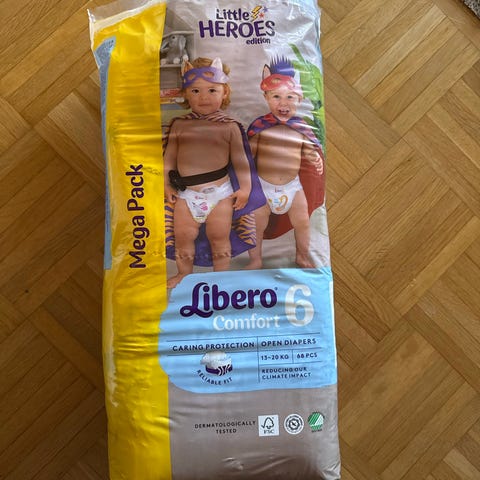 Little
HEROES
edition
Mega Pack
Libero
Comfort 6
CARING PROTECTION
OPEN DIAPERS
13-20 KG 68 PCS
RELIABLE FIT
REDUCING OUR
CLIMATE IMPACT
DERMATOLOGICALLY
TESTED
FSC